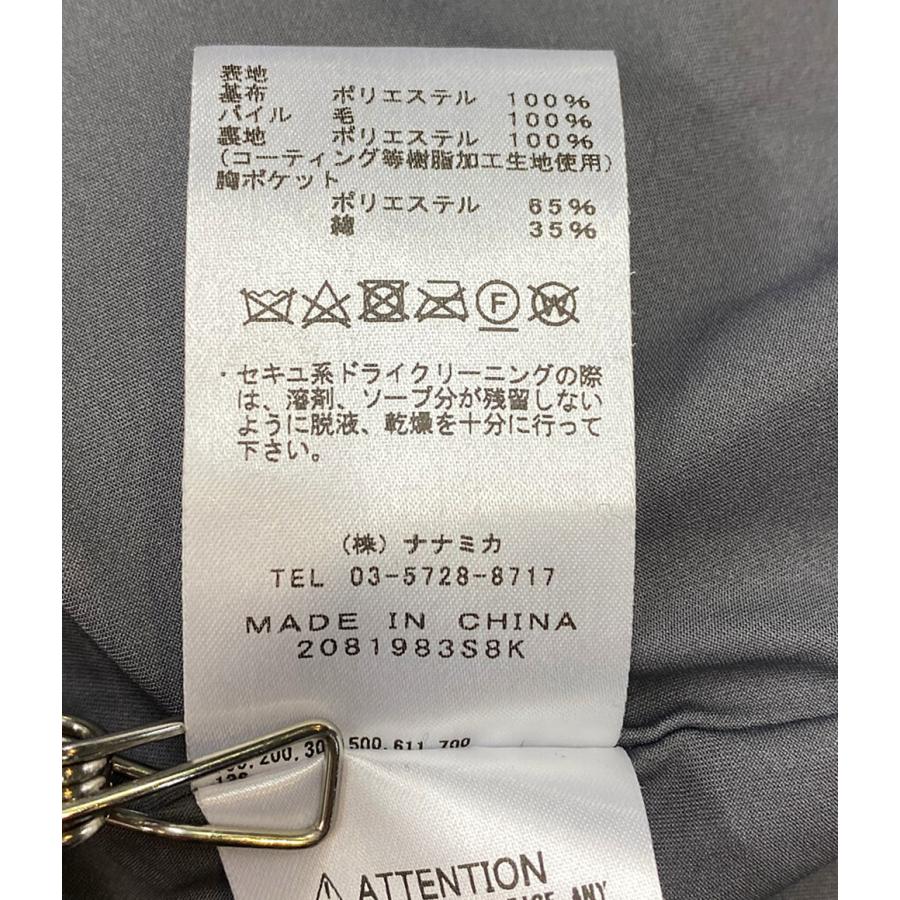 表地
基布 ポリエステル 100%
パイル 毛 100%
裏地 ポリエステル 100%
(コーティング等樹脂加工生地使用)
胸ポケット
ポリエステル 65%
綿 35%
F W
・セキユ系ドライクリーニングの際
は、溶剤、ソープ分が残留しない
ように脱液、乾燥を十分に行って
下さい。
(株)ナナミカ
TEL 03-5728-8717
MADE IN CHINA
2081983S8K
200. 500. 611.
ATTENTION
ANY